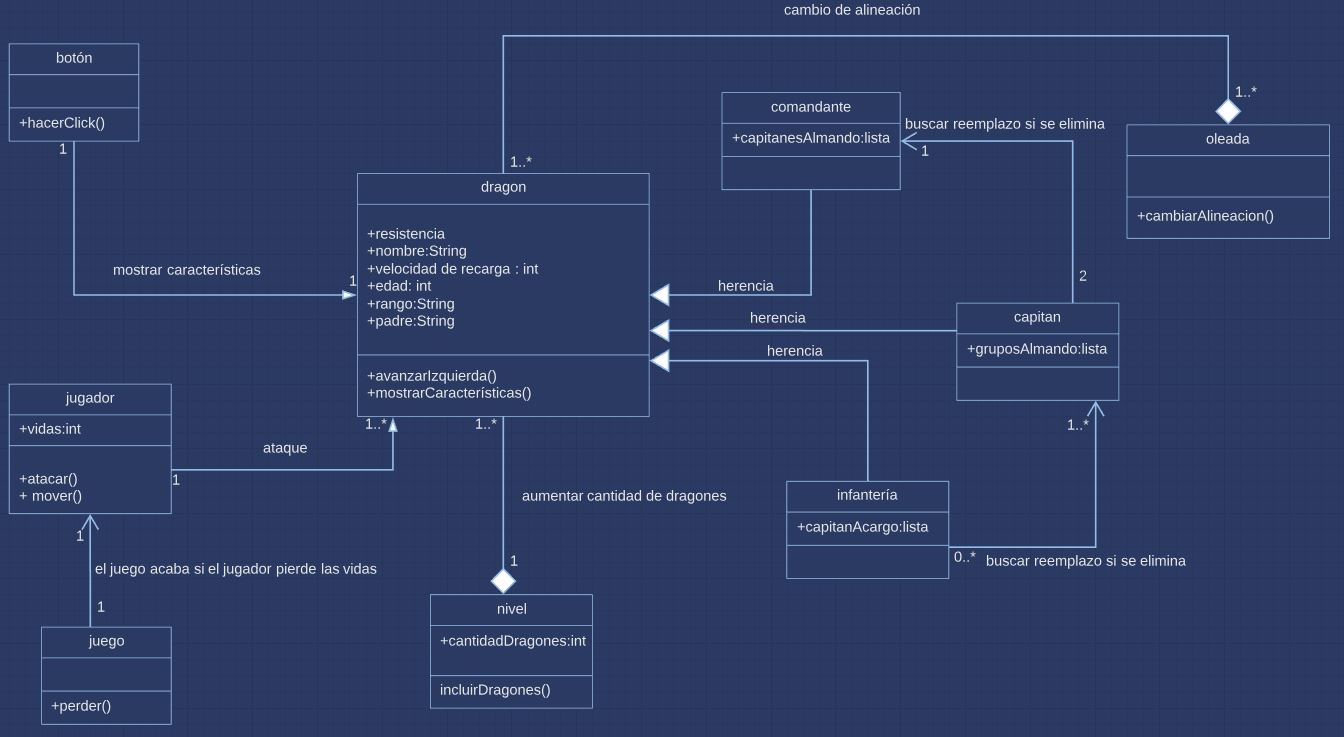 cambio de alineación
botón
+hacerClick()
1
mostrar características
1
1..*
dragon
+resistencia
+nombre:String
+velocidad de recarga : int
+edad: int
+rango:String
+padre:String
+avanzarIzquierda()
+mostrarCaracterísticas()
1..*
1..*
comandante
+capitanesAlmando:lista
buscar reemplazo si se elimina
1
1..*
oleada
+cambiarAlineacion()
herencia
herencia
herencia
2
capitan
+gruposAlmando:lista
1..*
jugador
+vidas:int
+atacar()
+ mover()
1
ataque
1
el juego acaba si el jugador pierde las vidas
1
juego
+perder()
aumentar cantidad de dragones
1
nivel
+cantidadDragones:int
incluirDragones()
infantería
+capitanAcargo:lista
0..*
buscar reemplazo si se elimina